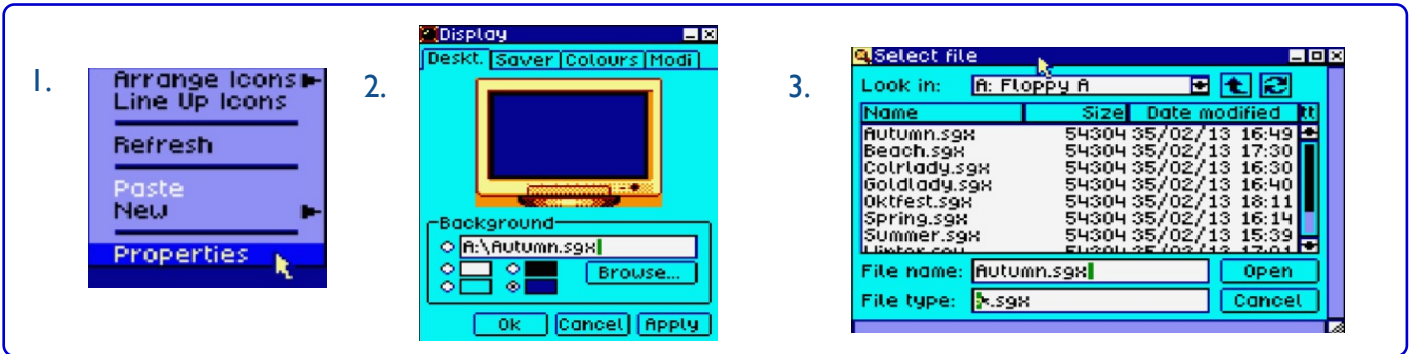 1.
Arrange Icons
Line Up Icons
Refresh
Paste
New
Properties
2.
Display
Deskt. Saver Colours Modi
Background
A:\Autumn.sgx
Browse...
Ok Cancel Apply
3.
Select file
Look in: A: Floppy A
Name Size Date modified tt
Autumn.sgx 54304 35/02/13 16:49
Beach.sgx 54304 35/02/13 17:30
Colrlady.sgx 54304 35/02/13 16:30
Goldlady.sgx 54304 35/02/13 16:40
Oktfest.sgx 54304 35/02/13 18:11
Spring.sgx 54304 35/02/13 16:14
Summer.sgx 54304 35/02/13 15:39
File name: Autumn.sgx Open
File type: *.sgx Cancel